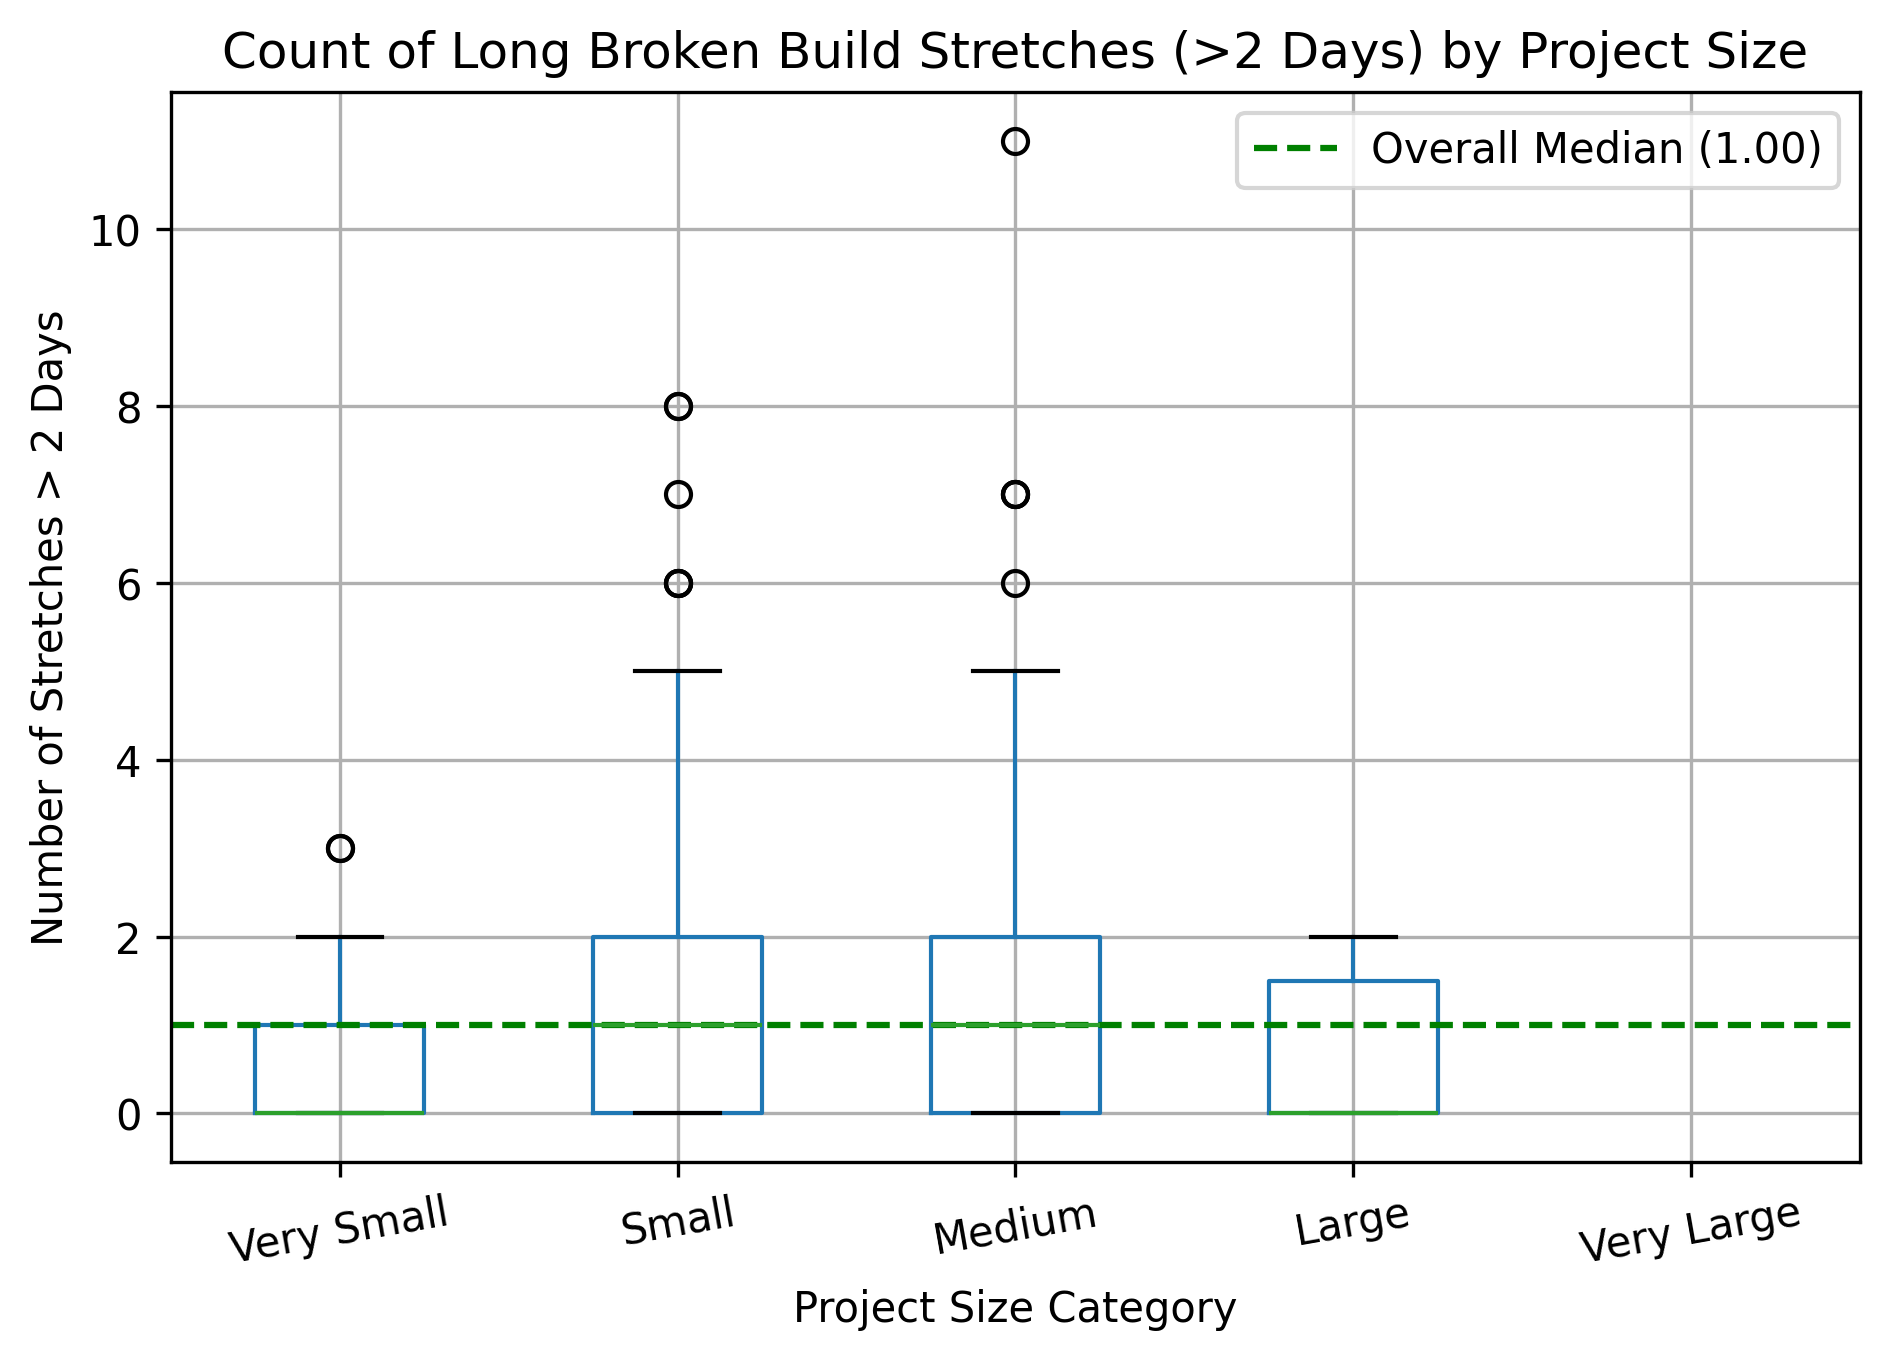 Count of Long Broken Build Stretches (>2 Days) by Project Size
Overall Median (1.00)
Number of Stretches > 2 Days
10
8
6
4
2
0
Very Small
Small
Medium
Large
Very Large
Project Size Category